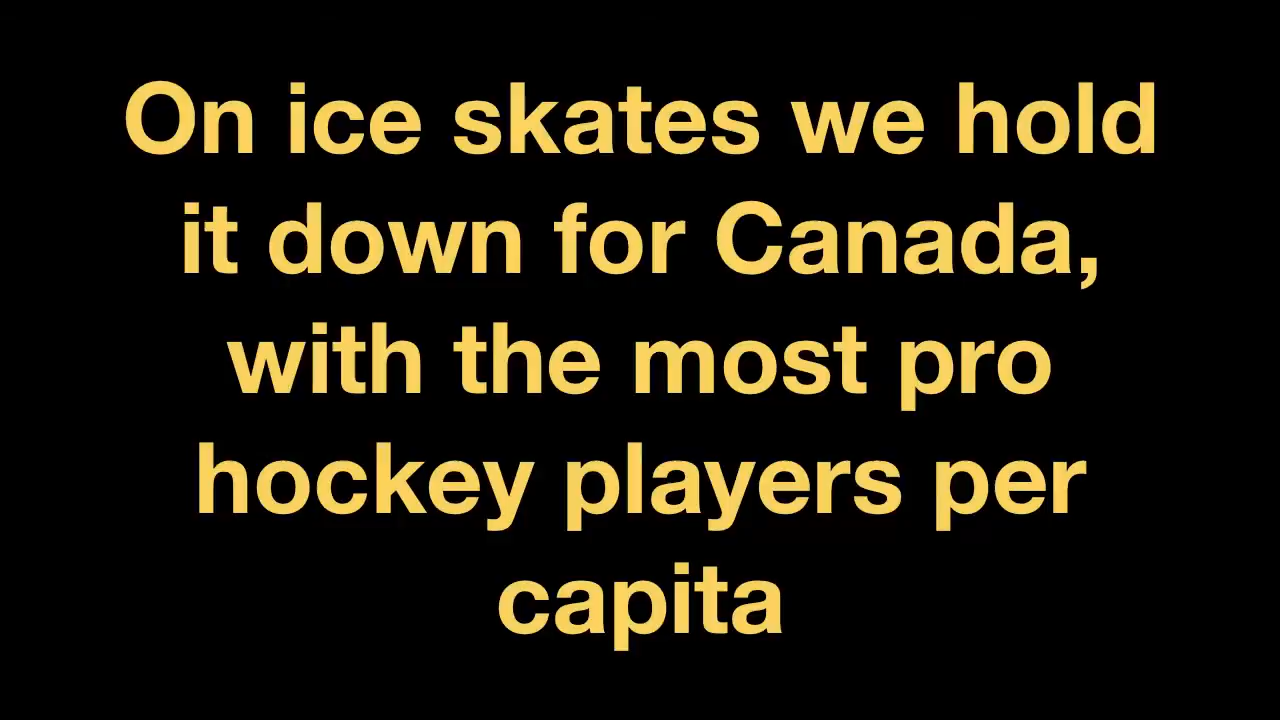 On ice skates we hold
it down for Canada,
with the most pro
hockey players per
capita